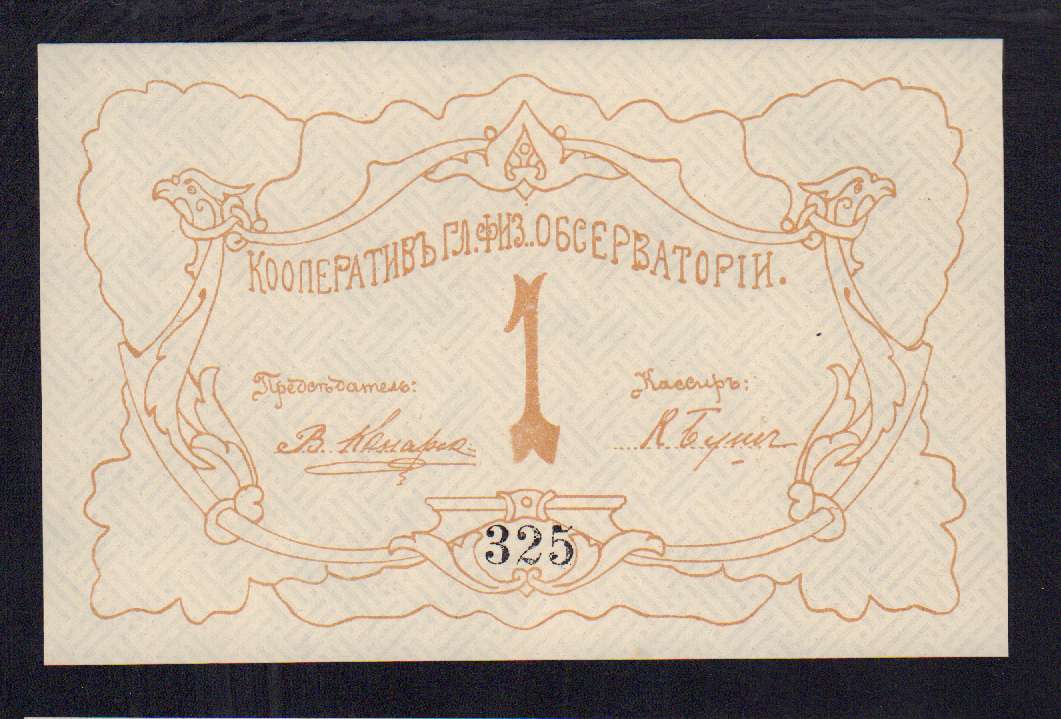 КООПЕРАТИВЪ ГЛ. ФИЗ. ОБСЕРВАТОРІИ.
1
Предсѣдатель:
Кассиръ:
В.
К.
325